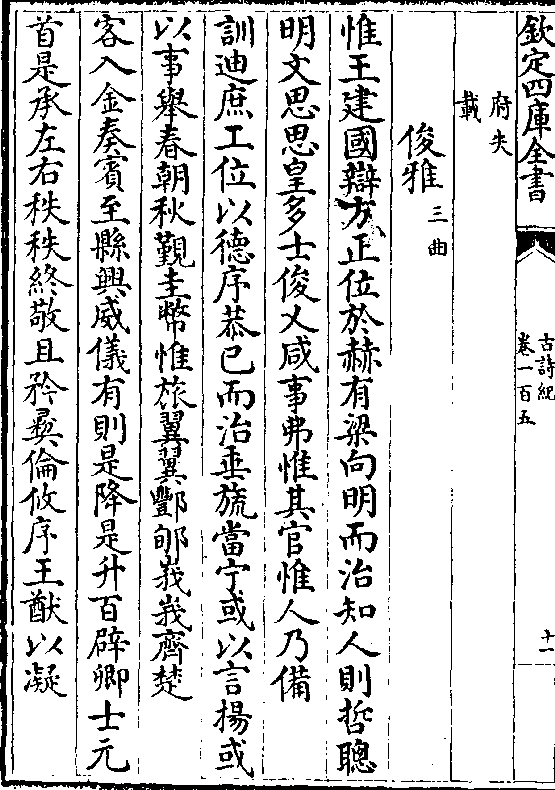 欽定四庫全書
古詩紀
卷一百五
十一
府失
載
俊雅三曲
惟王建國辯方正位於赫有梁向明而治知人則哲聰
明文思思皇多士俊乂咸事弗惟其官惟人乃備
訓迪庶工位以德序恭己而治垂旒當宁或以言揚或
以事舉春朝秋覲圭幣惟旅翼翼酆郇峩峩齊楚
客入金奏賓至縣興威儀有則是降是升百辟卿士元
首是承左右秩秩終敬且矜彛倫攸序王猷以凝